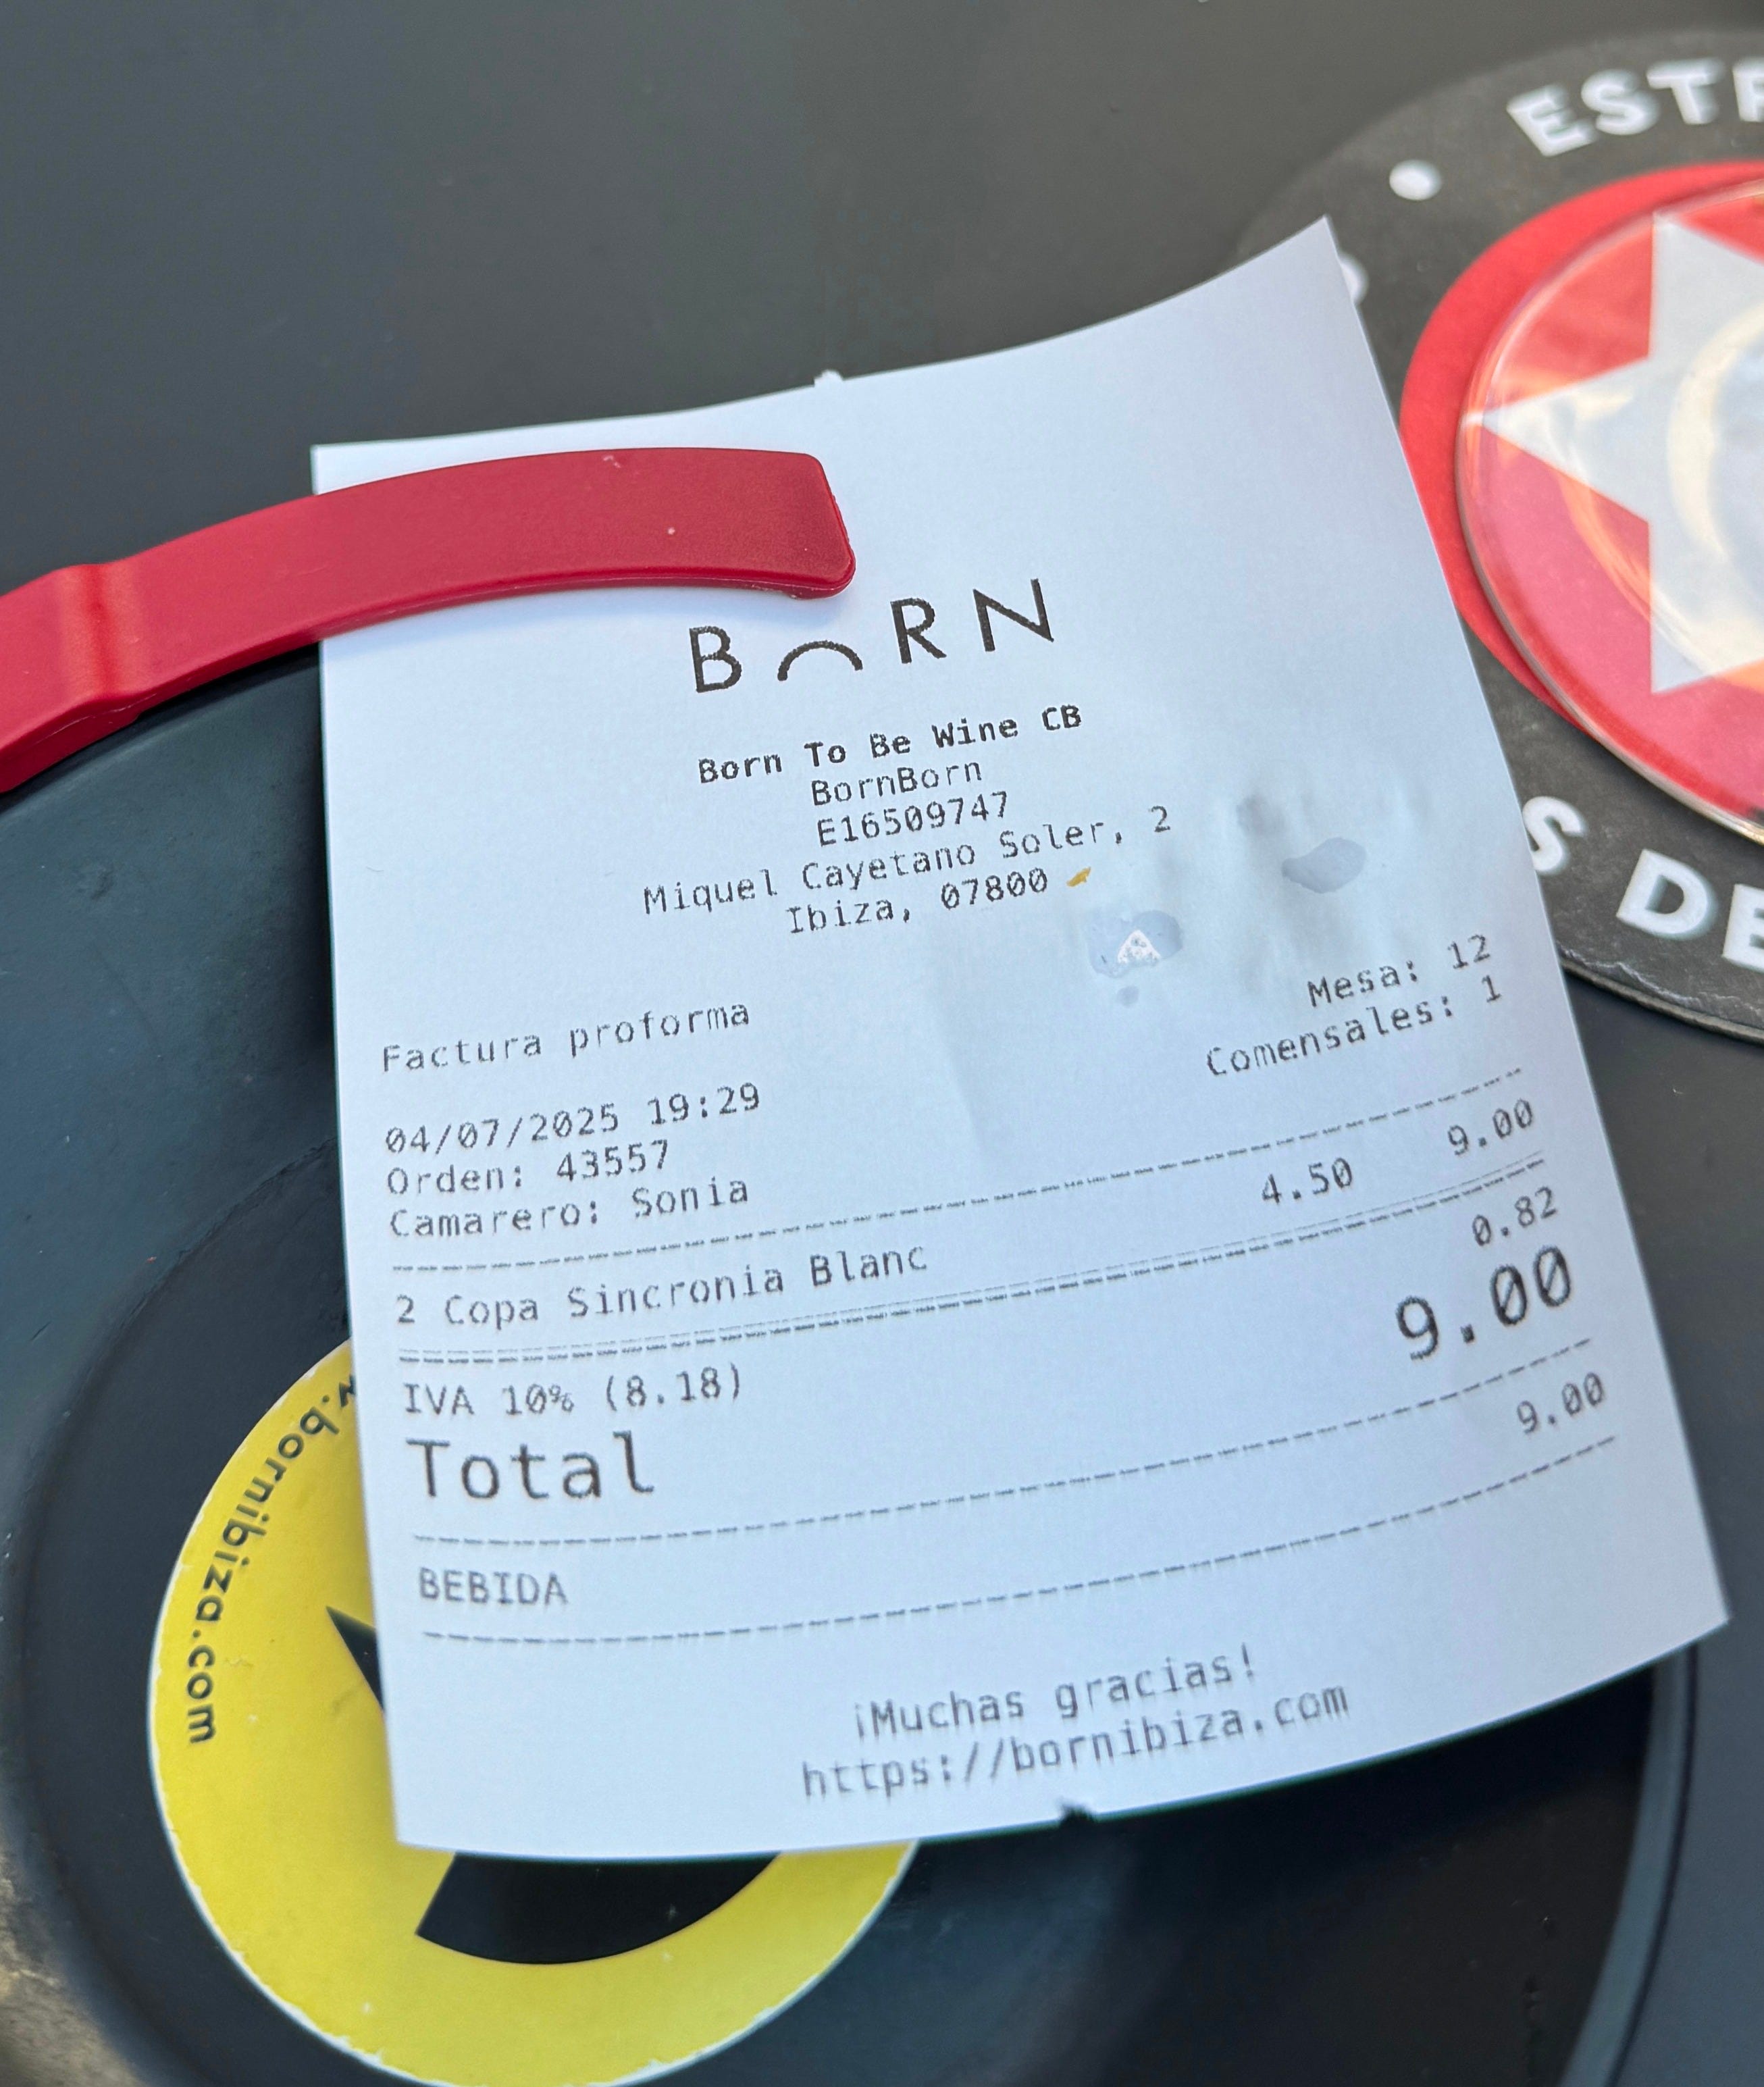 ESTR
B RN
Born To Be Wine CB
BornBorn
E16509747
Miquel Cayetano Soler, 2
Ibiza, 07800
Mesa: 12
Factura proforma
Comensales: 1
04/07/2025 19:29
Orden: 43557
Camarero: Sonia
2 Copa Sincronia Blanc 4.50 9.00
IVA 10% (8.18) 0.82
Total 9.00
BEBIDA 9.00
¡Muchas gracias!
https://bornibiza.com
w.bornibiza.com
S DE